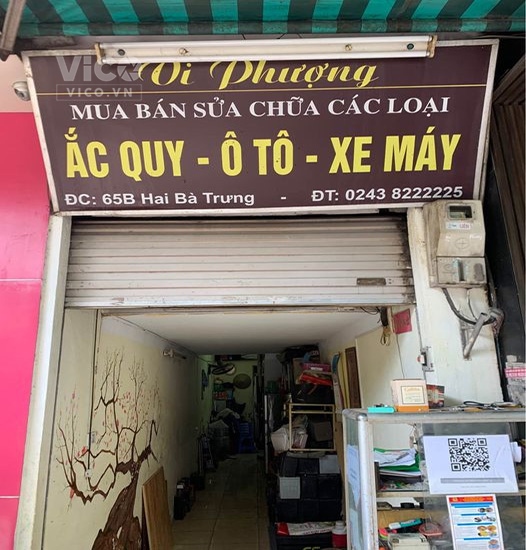 Vico
VICO.VN
Vi Phượng
MUA BÁN SỬA CHỮA CÁC LOẠI
ẮC QUY - Ô TÔ - XE MÁY
ĐC: 65B Hai Bà Trưng - ĐT: 0243 8222225